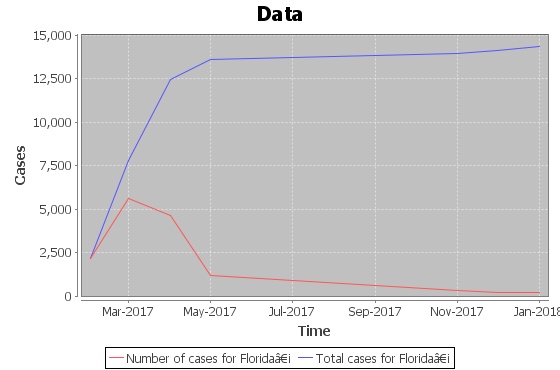 Data
15,000
12,500
10,000
7,500
5,000
2,500
0
Cases
Mar-2017 May-2017 Jul-2017 Sep-2017 Nov-2017 Jan-2018
Time
Number of cases for Floridaâ€i Total cases for Floridaâ€i